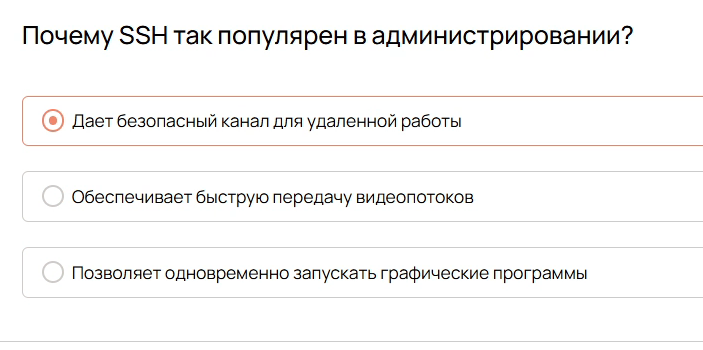 Почему SSH так популярен в администрировании?
Дает безопасный канал для удаленной работы
Обеспечивает быструю передачу видеопотоков
Позволяет одновременно запускать графические программы